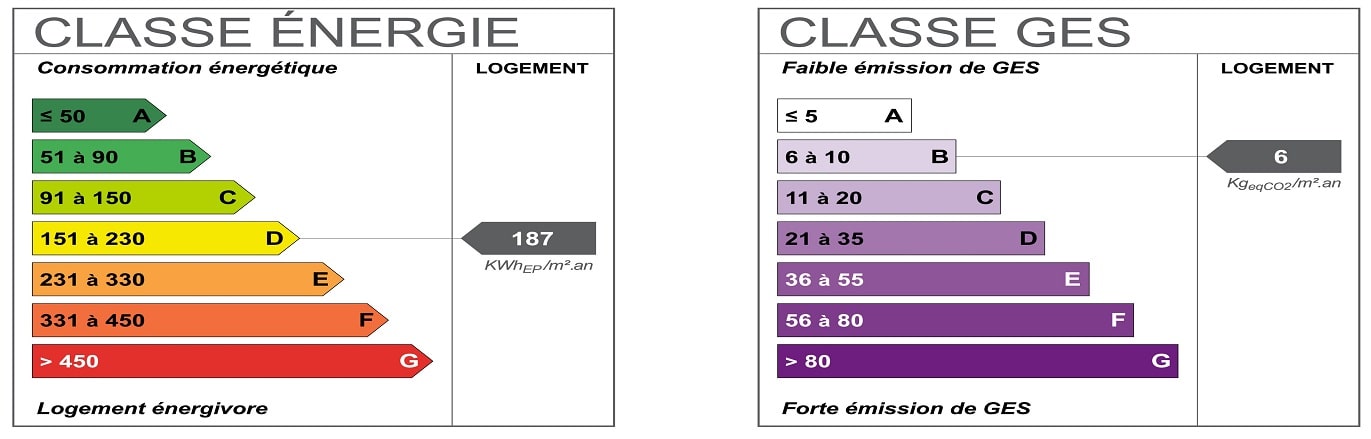 CLASSE ÉNERGIE
Consommation énergétique
LOGEMENT
≤ 50 A
51 à 90 B
91 à 150 C
151 à 230 D
187
KWhEP/m².an
231 à 330 E
331 à 450 F
> 450 G
Logement énergivore
CLASSE GES
Faible émission de GES
LOGEMENT
≤ 5 A
6 à 10 B
6
KgeqCO2/m².an
11 à 20 C
21 à 35 D
36 à 55 E
56 à 80 F
> 80 G
Forte émission de GES